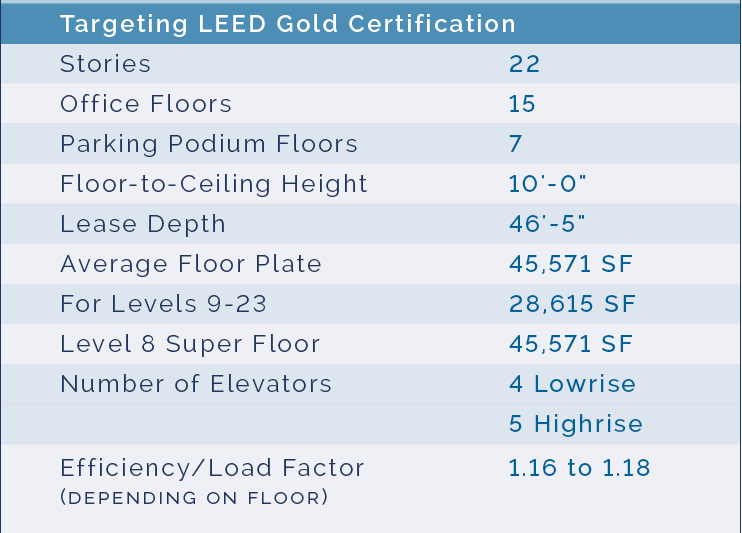 Targeting LEED Gold Certification
Stories 22
Office Floors 15
Parking Podium Floors 7
Floor-to-Ceiling Height 10'-0"
Lease Depth 46'-5"
Average Floor Plate 45,571 SF
For Levels 9-23 28,615 SF
Level 8 Super Floor 45,571 SF
Number of Elevators 4 Lowrise
5 Highrise
Efficiency/Load Factor 1.16 to 1.18
(DEPENDING ON FLOOR)